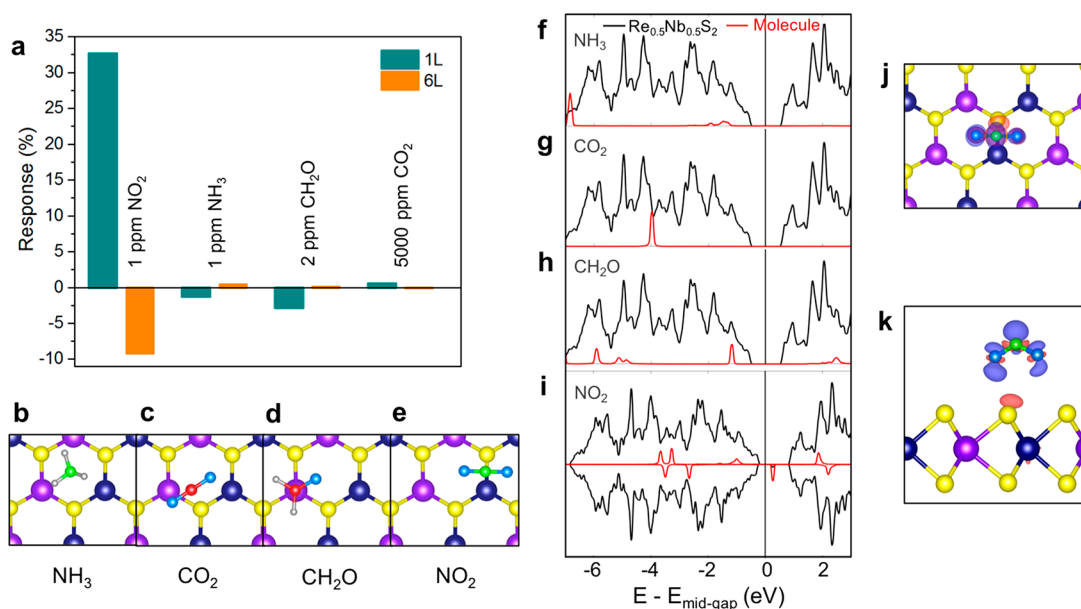 a
Response (%)
35
30
25
20
15
10
5
0
-5
-10
1L
6L
1 ppm NO2
1 ppm NH3
2 ppm CH2O
5000 ppm CO2
b
c
d
e
NH3
CO2
CH2O
NO2
f
Re0.5Nb0.5S2
Molecule
NH3
g
CO2
h
CH2O
i
NO2
-6
-4
-2
0
2
E - Emid-gap (eV)
j
k